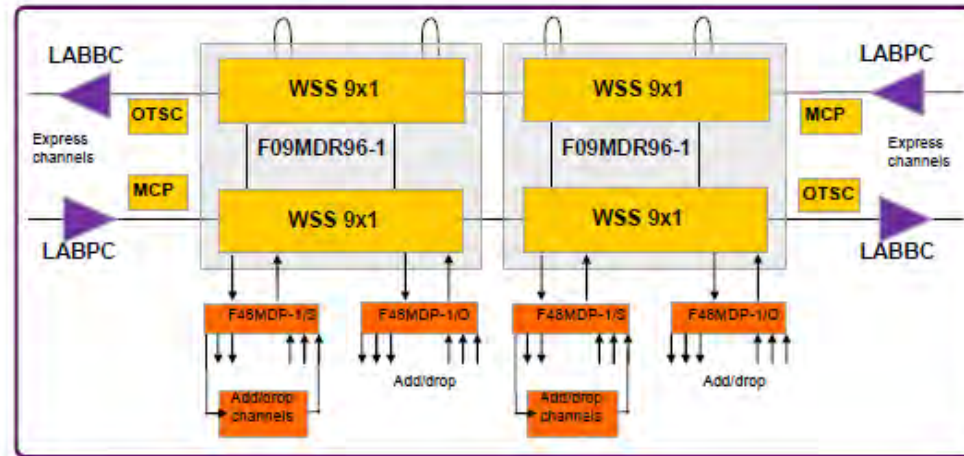 LABBC
LABPC
WSS 9x1
WSS 9x1
OTSC
MCP
Express
channels
F09MDR96-1
F09MDR96-1
Express
channels
MCP
OTSC
WSS 9x1
WSS 9x1
LABPC
LABBC
F48MDP-1/S
F48MDP-1/O
F48MDP-1/S
F48MDP-1/O
Add/drop
channels
Add/drop
Add/drop
channels
Add/drop